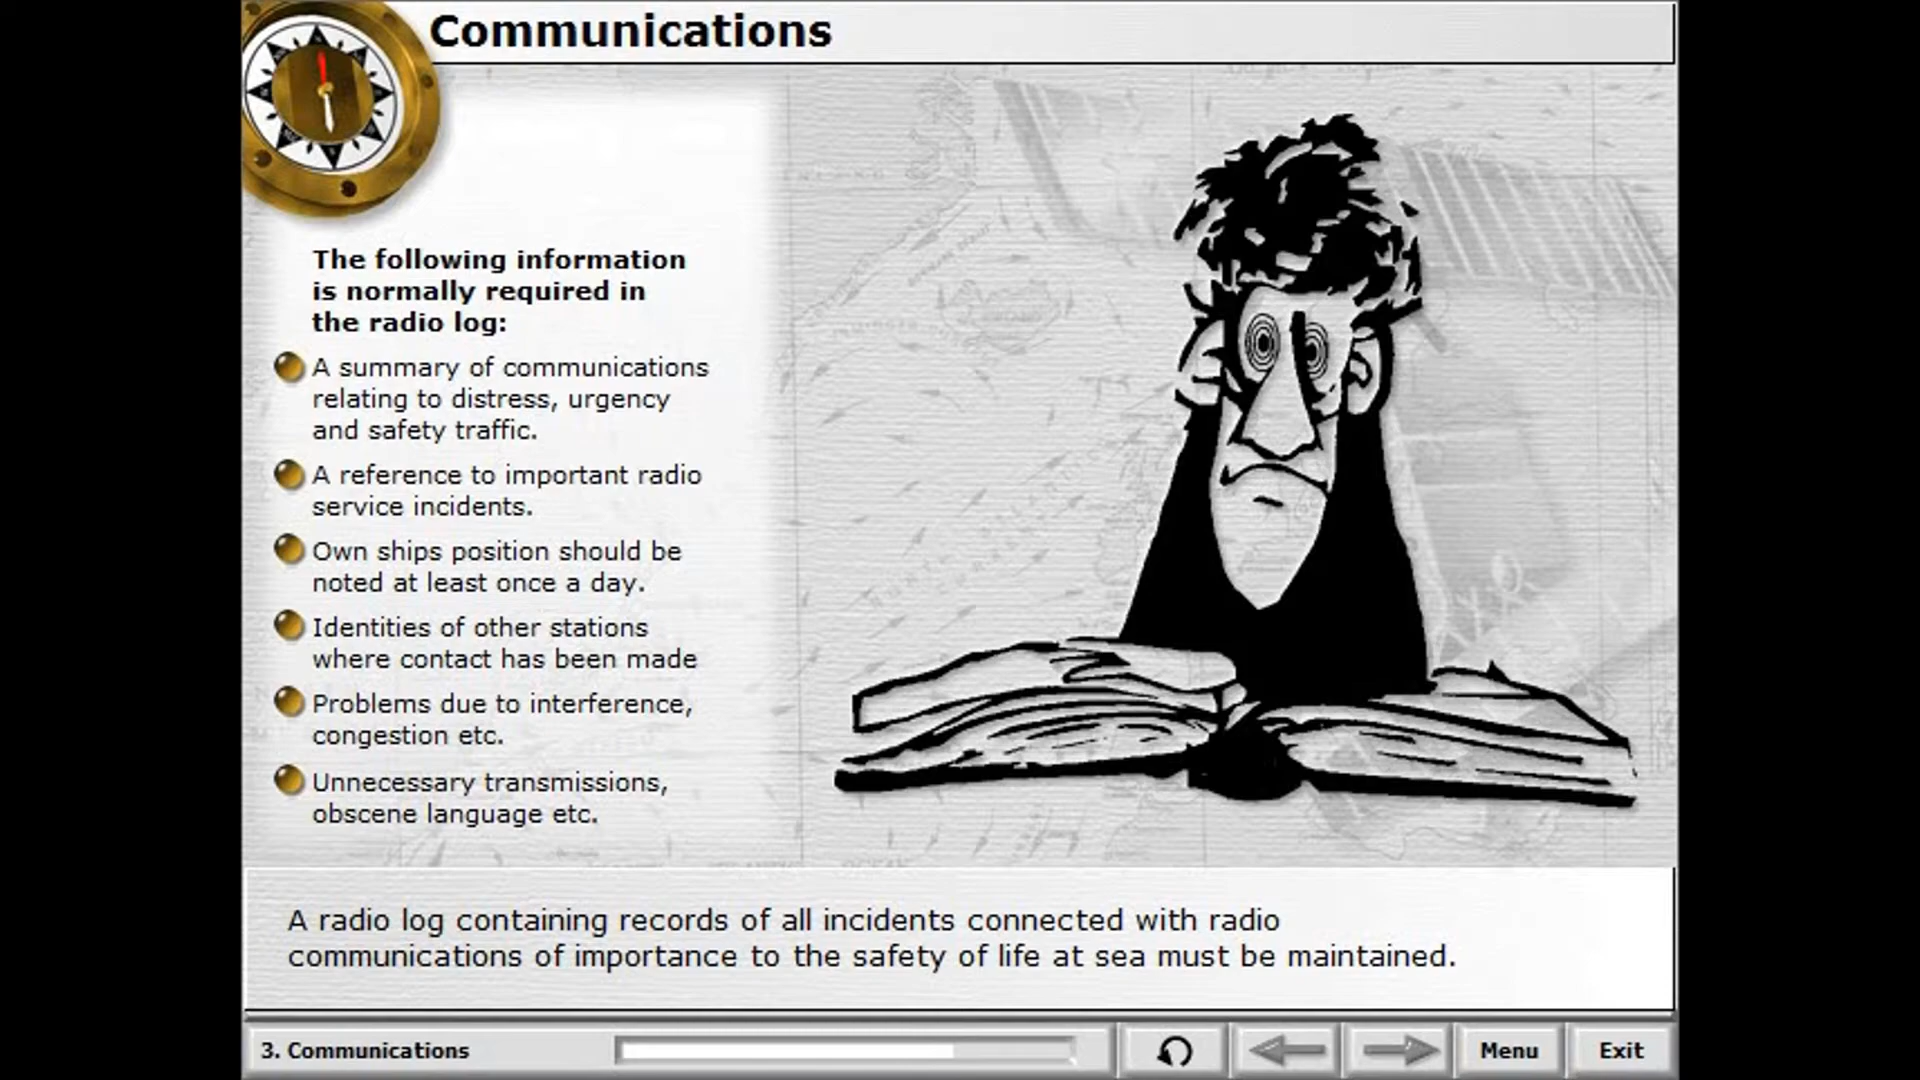 Communications
The following information
is normally required in
the radio log:
A summary of communications
relating to distress, urgency
and safety traffic.
A reference to important radio
service incidents.
Own ships position should be
noted at least once a day.
Identities of other stations
where contact has been made
Problems due to interference,
congestion etc.
Unnecessary transmissions,
obscene language etc.
A radio log containing records of all incidents connected with radio
communications of importance to the safety of life at sea must be maintained.
3. Communications
Menu
Exit